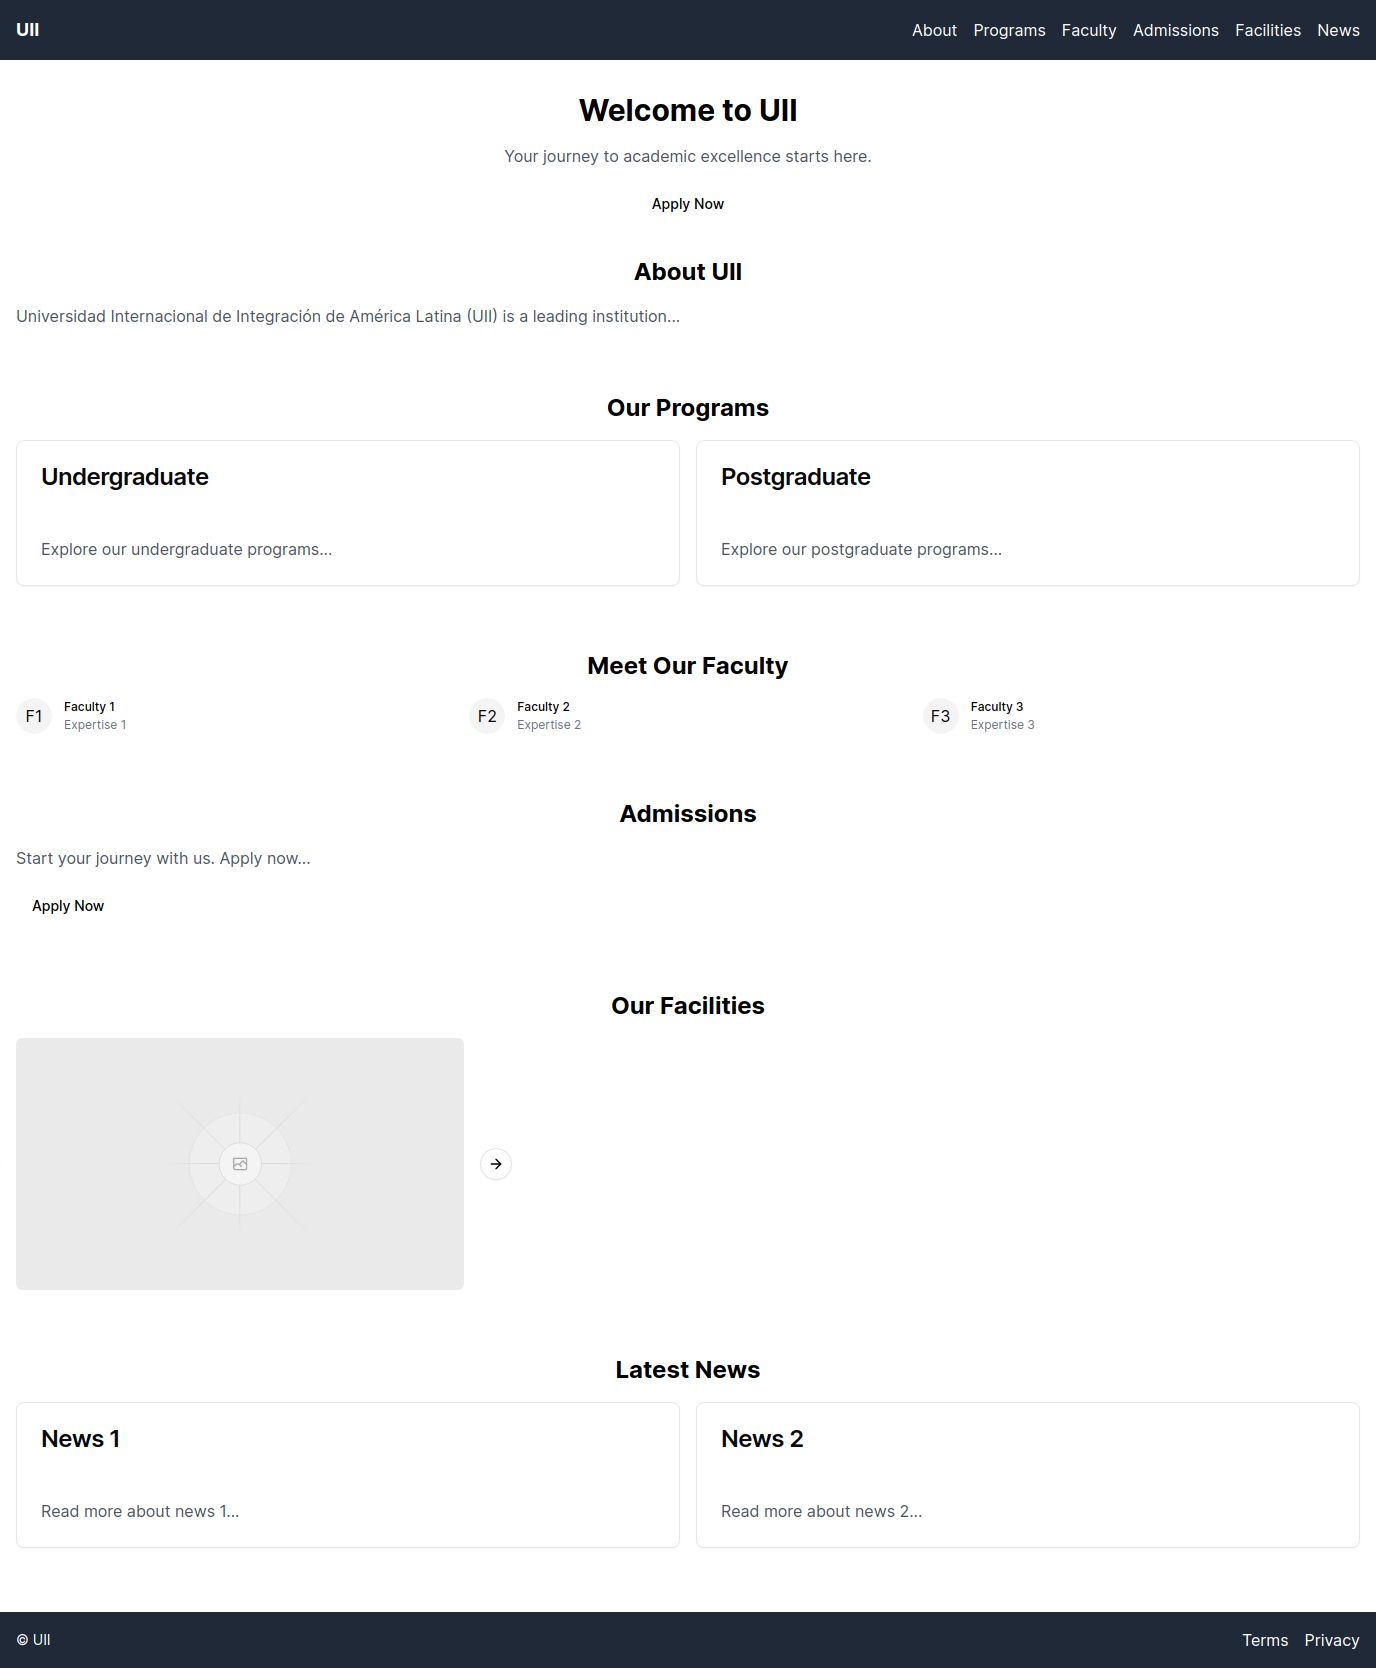 UII
About Programs Faculty Admissions Facilities News
Welcome to UII
Your journey to academic excellence starts here.
Apply Now
About UII
Universidad Internacional de Integración de América Latina (UII) is a leading institution...
Our Programs
Undergraduate
Explore our undergraduate programs...
Postgraduate
Explore our postgraduate programs...
Meet Our Faculty
F1
Faculty 1
Expertise 1
F2
Faculty 2
Expertise 2
F3
Faculty 3
Expertise 3
Admissions
Start your journey with us. Apply now...
Apply Now
Our Facilities
Latest News
News 1
Read more about news 1...
News 2
Read more about news 2...
© UII
Terms Privacy